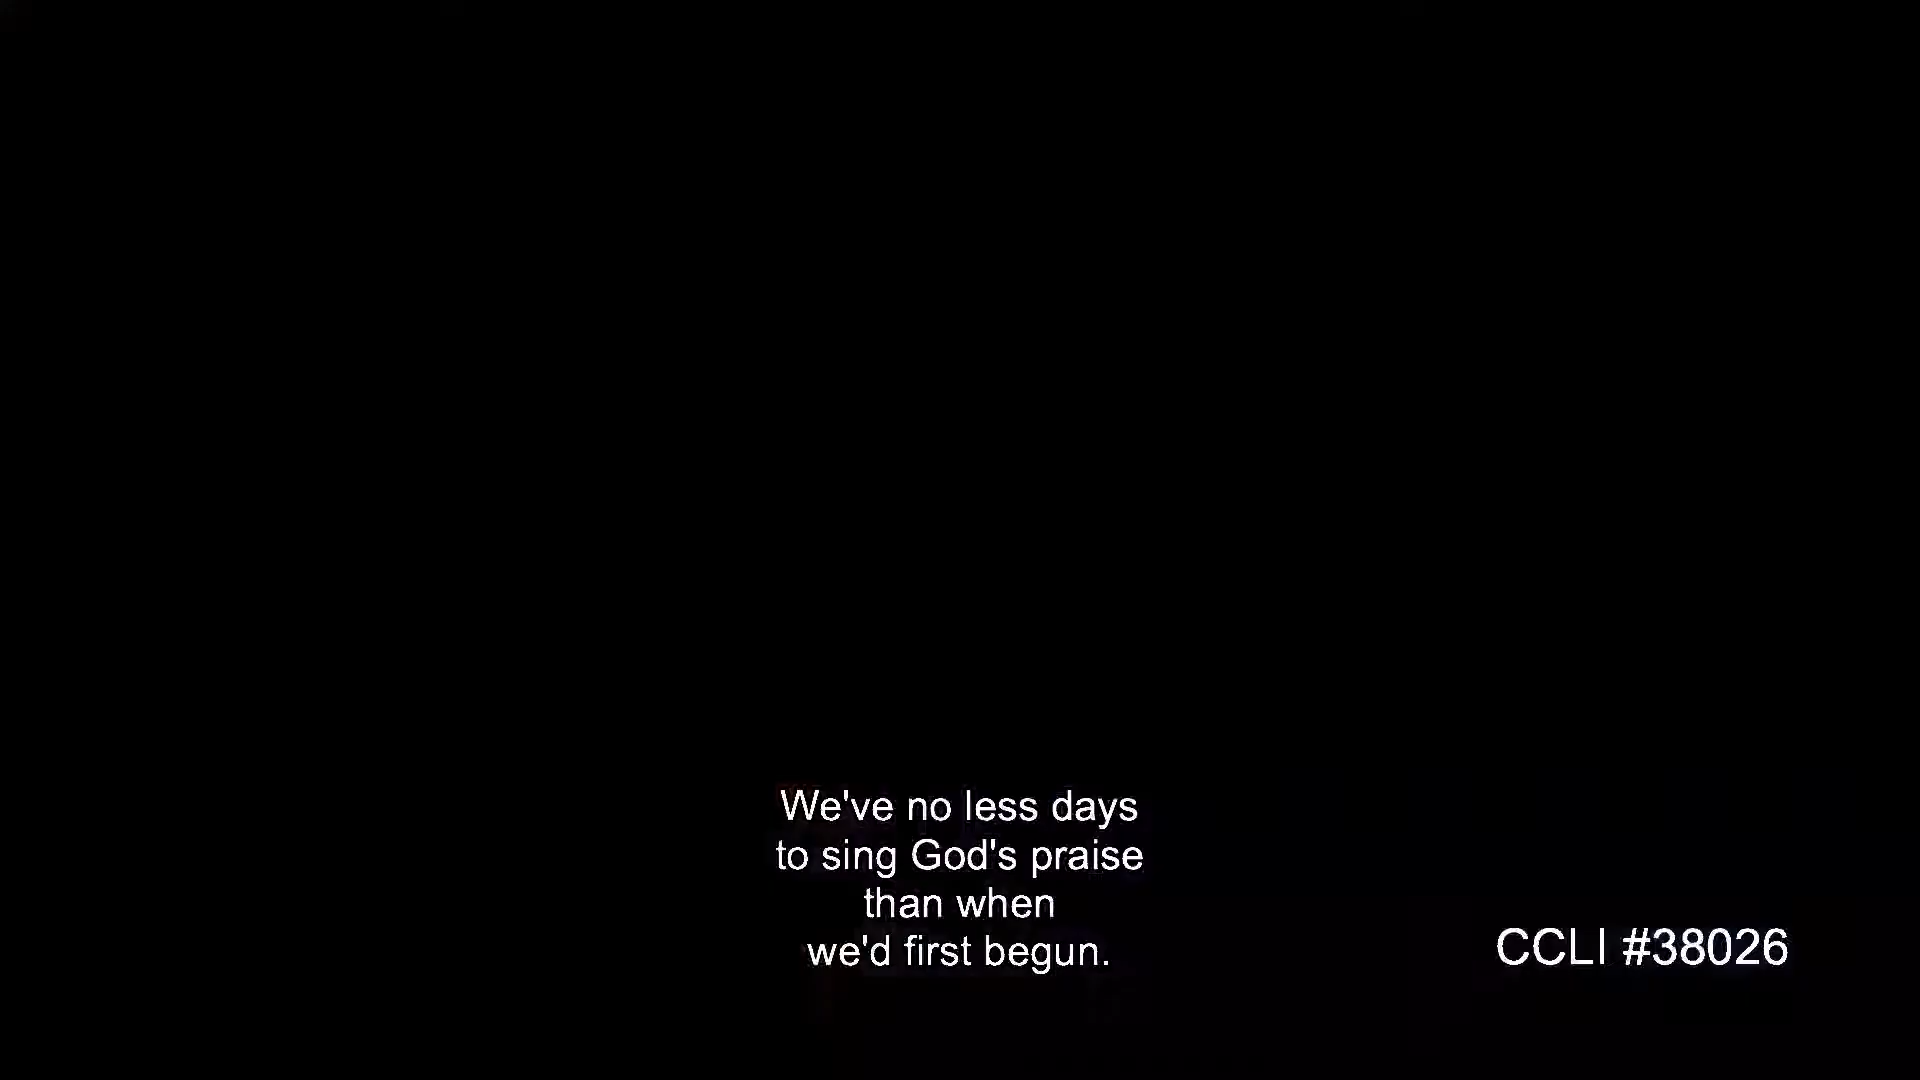 We've no less days
to sing God's praise
than when
we'd first begun.
CCLI #38026